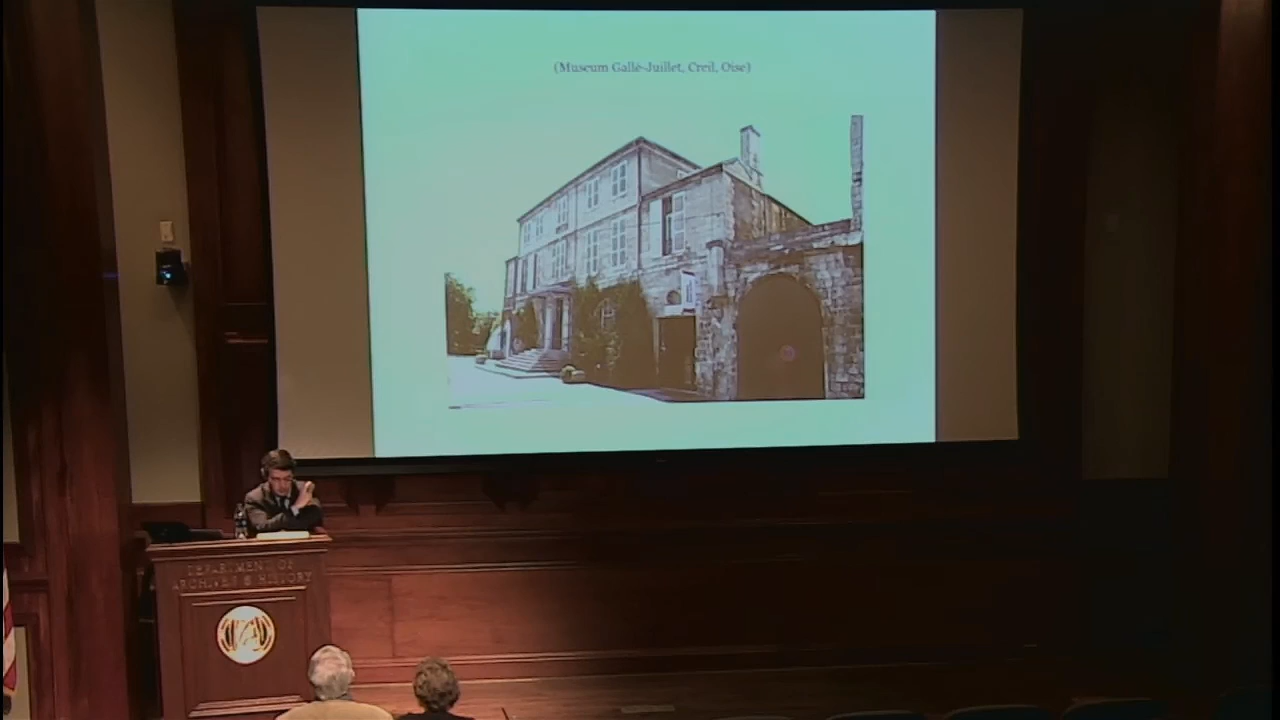 (Museum Gallé-Juillet, Creil, Oise)
DEPARTMENT OF
ARCHIVES & HISTORY